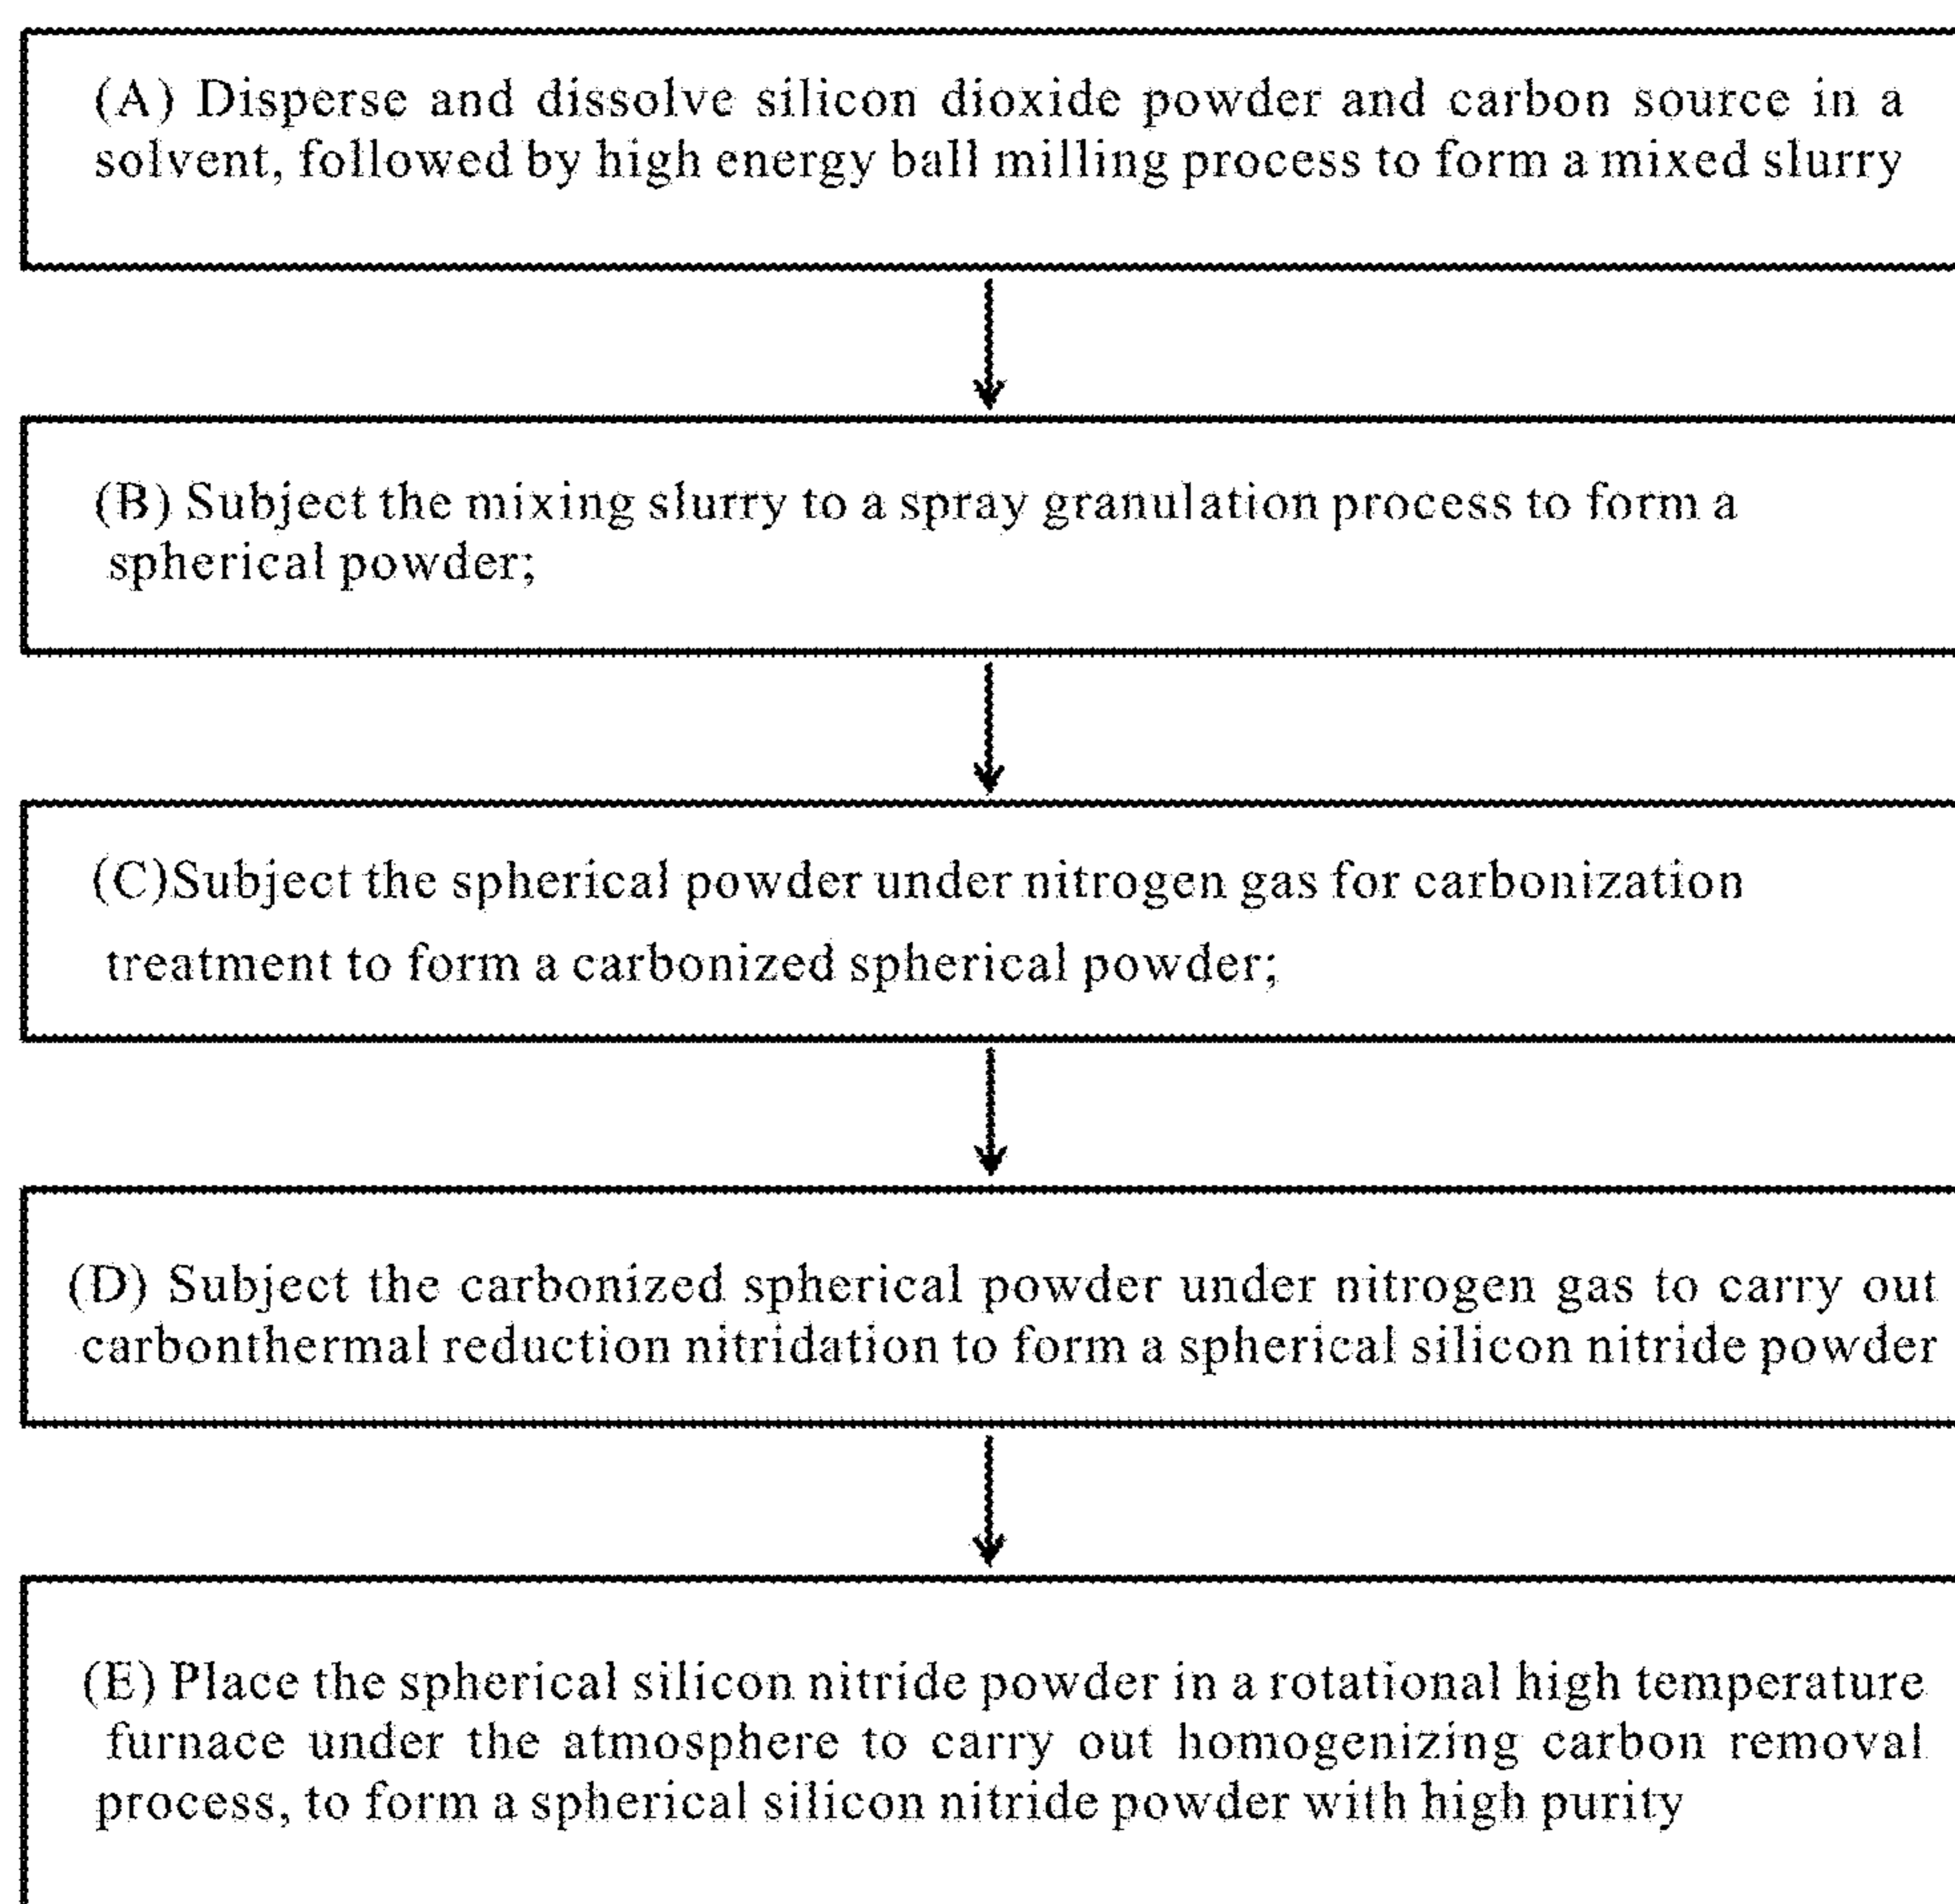 (A) Disperse and dissolve silicon dioxide powder and carbon source in a
solvent, followed by high energy ball milling process to form a mixed slurry
(B) Subject the mixing slurry to a spray granulation process to form a
spherical powder;
(C)Subject the spherical powder under nitrogen gas for carbonization
treatment to form a carbonized spherical powder;
(D) Subject the carbonized spherical powder under nitrogen gas to carry out
carbonthermal reduction nitridation to form a spherical silicon nitride powder
(E) Place the spherical silicon nitride powder in a rotational high temperature
furnace under the atmosphere to carry out homogenizing carbon removal
process, to form a spherical silicon nitride powder with high purity